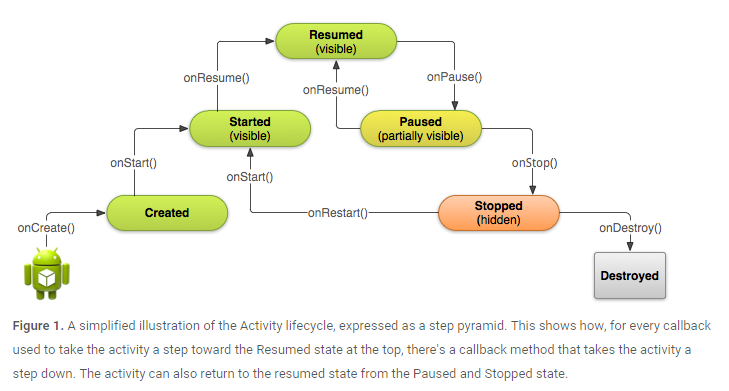 Resumed
(visible)
onResume()
onResume()
onPause()
Started
(visible)
Paused
(partially visible)
onStart()
onStart()
onStop()
Created
onRestart()
Stopped
(hidden)
onCreate()
onDestroy()
Destroyed
Figure 1. A simplified illustration of the Activity lifecycle, expressed as a step pyramid. This shows how, for every callback
used to take the activity a step toward the Resumed state at the top, there's a callback method that takes the activity a
step down. The activity can also return to the resumed state from the Paused and Stopped state.